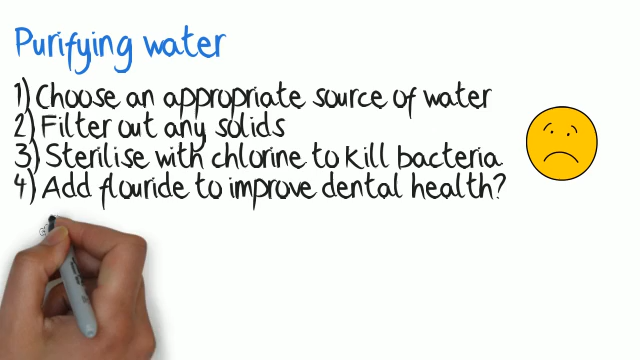 Purifying water
1) Choose an appropriate source of water
2) Filter out any solids
3) Sterilise with chlorine to kill bacteria
4) Add flouride to improve dental health?